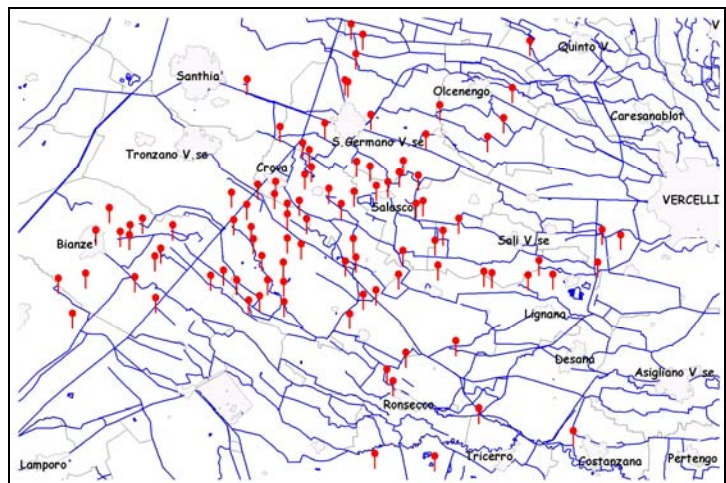 V
Quinto V.
Santhia'
Olcenengo
Caresanablot
S.Germano V.se
Tronzano V.se
Crova
VERCELLI
Salasco
Bianze'
Sali V.se
Lignana
Desana
Asigliano V.se
Ronsecco
Lamporo
Tricerro
Costanzana
Pertengo